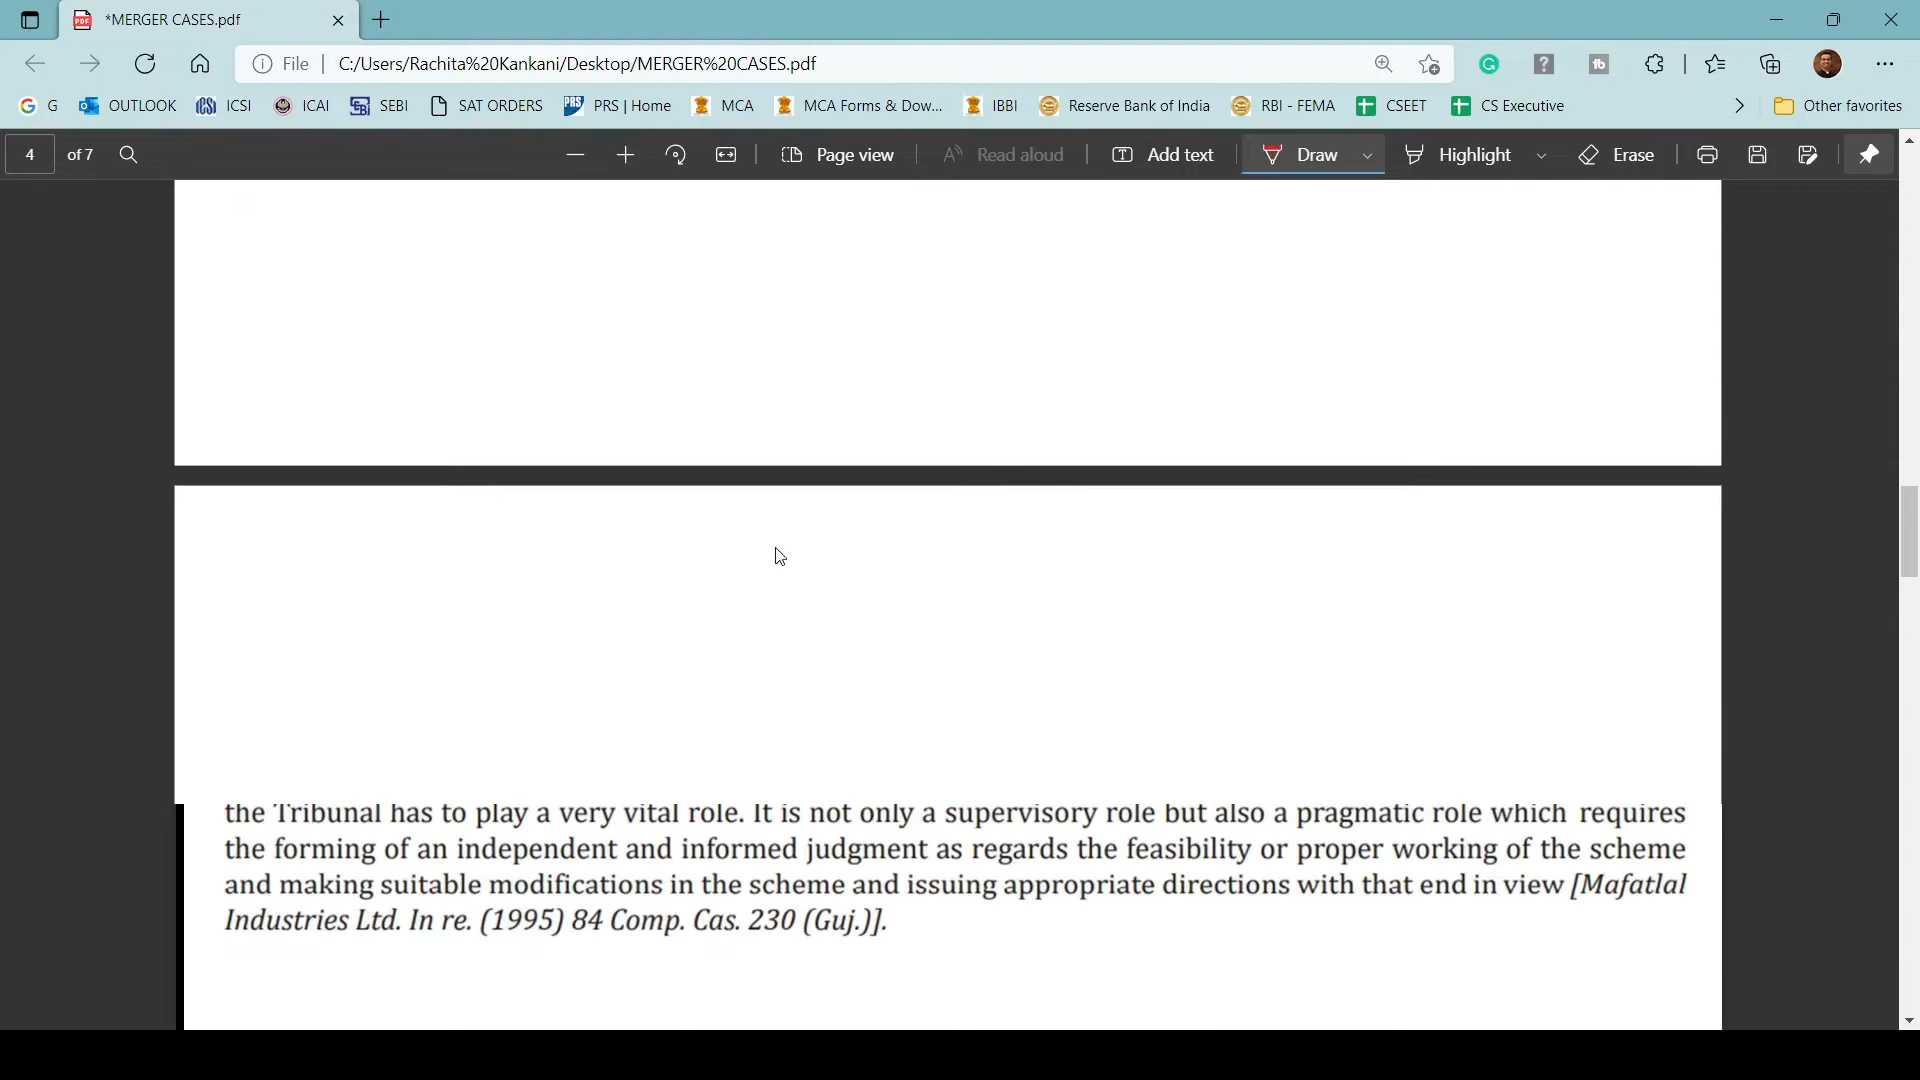 *MERGER CASES.pdf
File
C:/Users/Rachita%20Kankani/Desktop/MERGER%20CASES.pdf
G OUTLOOK ICSI ICAI SEBI SAT ORDERS PRS | Home MCA MCA Forms & Dow... IBBI Reserve Bank of India RBI - FEMA CSEET CS Executive Other favorites
4 of 7 Page view Read aloud Add text Draw Highlight Erase
the Tribunal has to play a very vital role. It is not only a supervisory role but also a pragmatic role which requires
the forming of an independent and informed judgment as regards the feasibility or proper working of the scheme
and making suitable modifications in the scheme and issuing appropriate directions with that end in view [Mafatlal
Industries Ltd. In re. (1995) 84 Comp. Cas. 230 (Guj.)].